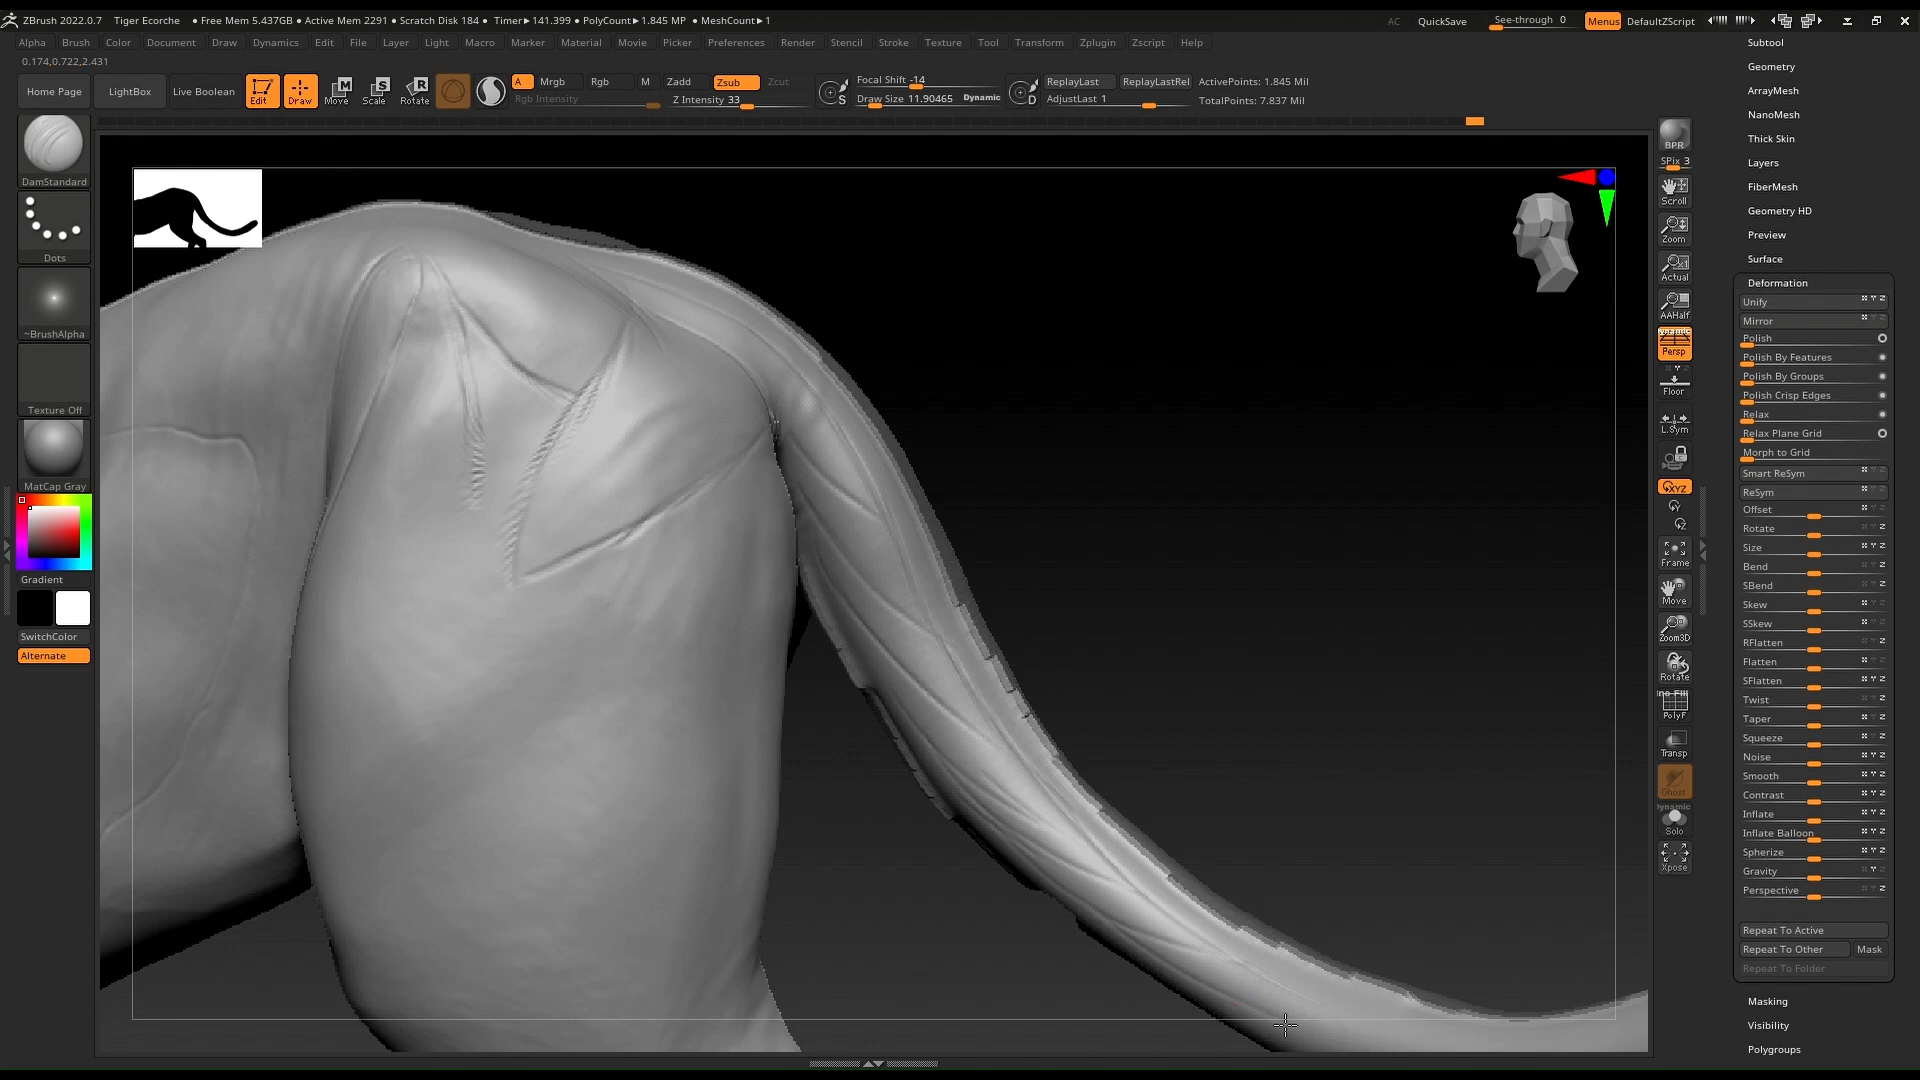 ZBrush 2022.0.7 Tiger Ecorche • Free Mem 5.437GB • Active Mem 2291 • Scratch Disk 184 • Timer▸141.399 • PolyCount▸1.845 MP • MeshCount▸1 AC QuickSave See-through 0 Menus DefaultZScript
Alpha Brush Color Document Draw Dynamics Edit File Layer Light Macro Marker Material Movie Picker Preferences Render Stencil Stroke Texture Tool Transform Zplugin Zscript Help
0.174,0.722,2.431
Home Page LightBox Live Boolean Edit Draw Move Scale Rotate
A Mrgb Rgb M Zadd Zsub Zcut
Rgb Intensity Z Intensity 33
S Focal Shift -14
Draw Size 11.90465 Dynamic
D ReplayLast ReplayLastRel
AdjustLast 1
ActivePoints: 1.845 Mil
TotalPoints: 7.837 Mil
DamStandard
Dots
~BrushAlpha
Texture Off
MatCap Gray
Gradient
SwitchColor
Alternate
BPR
SPix 3
Scroll
Zoom
Actual
AAHalf
Persp
Floor
L.Sym
XYZ
Y
Z
Frame
Move
Zoom3D
Rotate
PolyF
Transp
Ghost
Dynamic
Solo
Xpose
Subtool
Geometry
ArrayMesh
NanoMesh
Thick Skin
Layers
FiberMesh
Geometry HD
Preview
Surface
Deformation
Unify
Mirror
Polish
Polish By Features
Polish By Groups
Polish Crisp Edges
Relax
Relax Plane Grid
Morph to Grid
Smart ReSym
ReSym
Offset
Rotate
Size
Bend
SBend
Skew
SSkew
RFlatten
Flatten
SFlatten
Twist
Taper
Squeeze
Noise
Smooth
Contrast
Inflate
Inflate Balloon
Spherize
Gravity
Perspective
Repeat To Active
Repeat To Other Mask
Repeat To Folder
Masking
Visibility
Polygroups